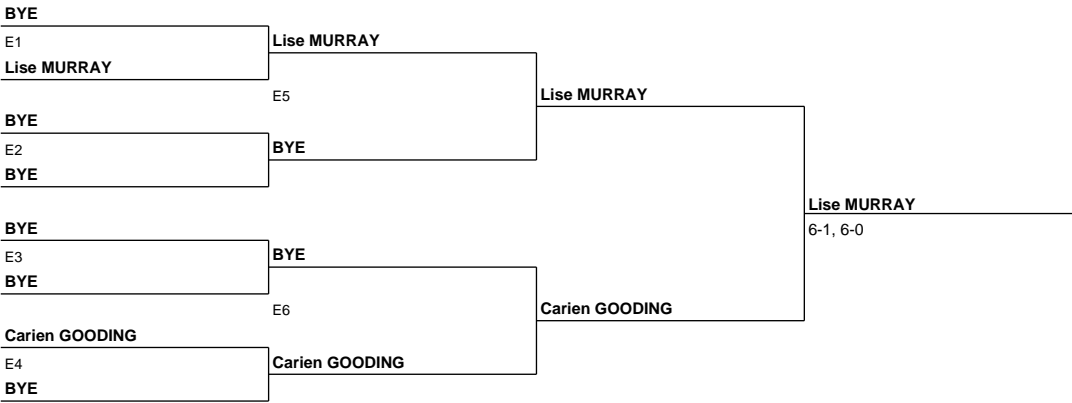 BYE
E1
Lise MURRAY
Lise MURRAY
E5
Lise MURRAY
BYE
E2
BYE
BYE
Lise MURRAY
6-1, 6-0
BYE
E3
BYE
BYE
E6
Carien GOODING
Carien GOODING
E4
Carien GOODING
BYE